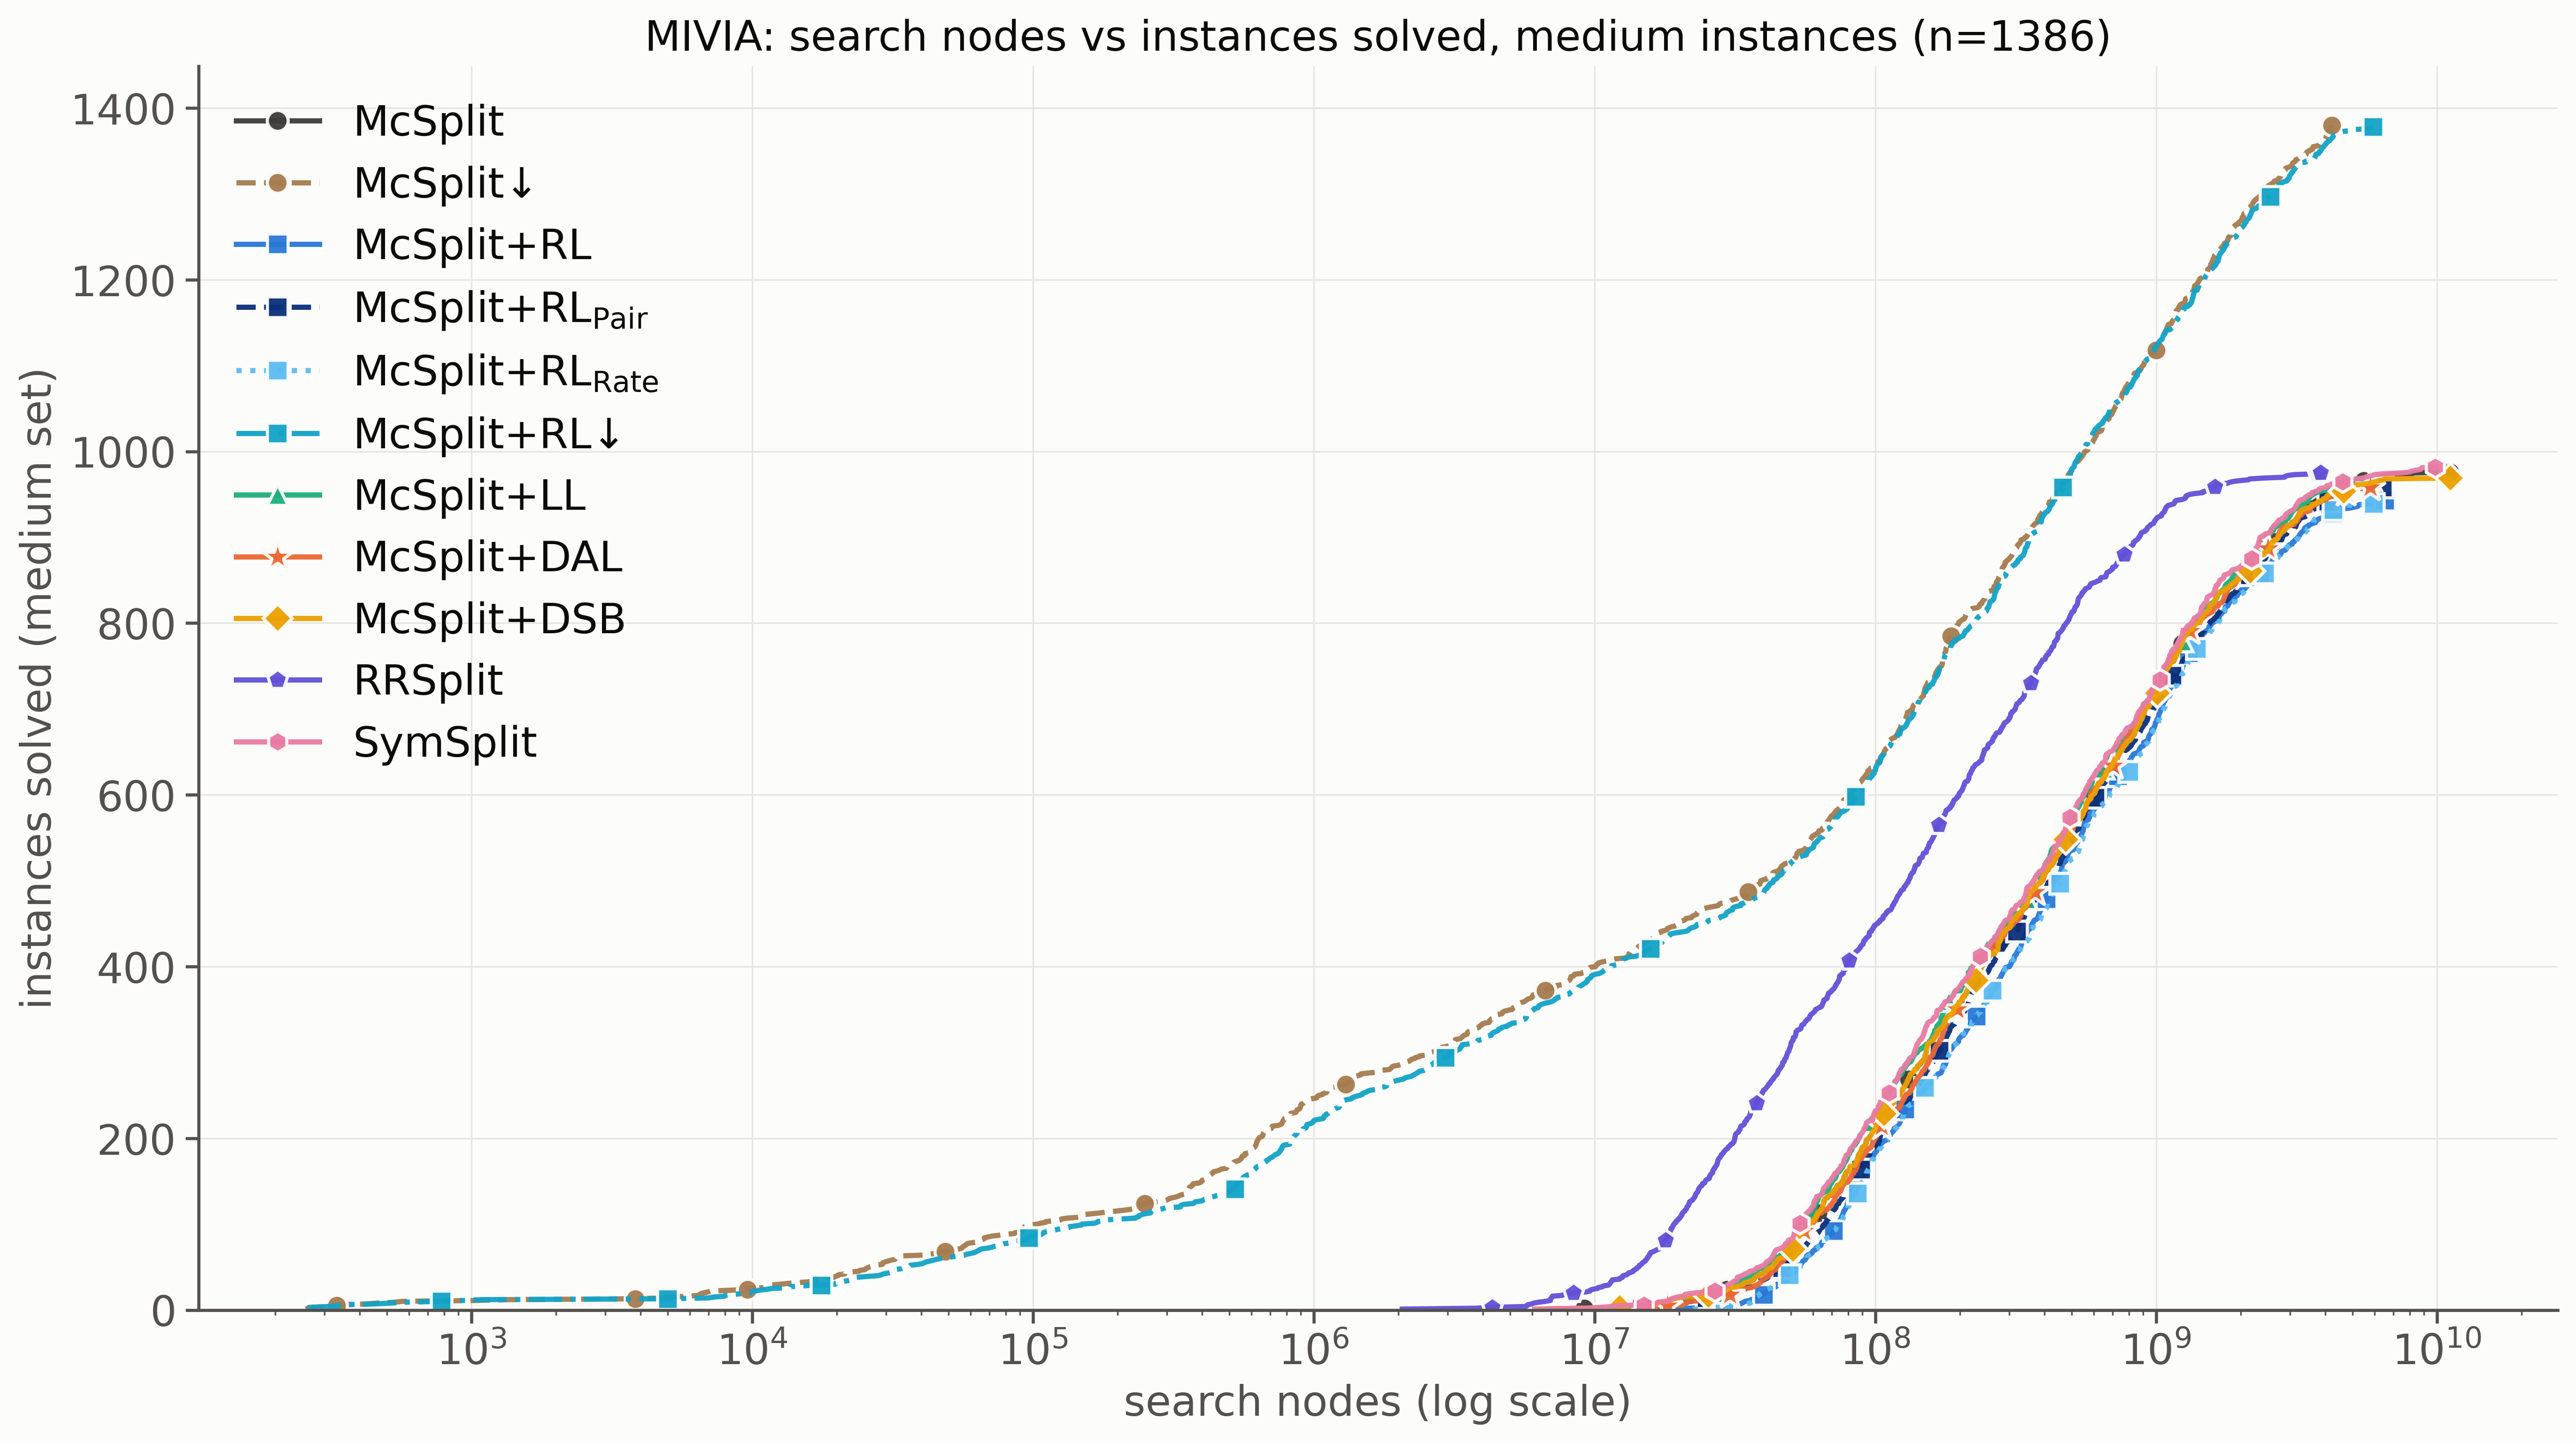 MIVIA: search nodes vs instances solved, medium instances (n=1386)
instances solved (medium set)
1400
1200
1000
800
600
400
200
0
McSplit
McSplit↓
McSplit+RL
McSplit+RL_Pair
McSplit+RL_Rate
McSplit+RL↓
McSplit+LL
McSplit+DAL
McSplit+DSB
RRSplit
SymSplit
10³ 10⁴ 10⁵ 10⁶ 10⁷ 10⁸ 10⁹ 10¹⁰
search nodes (log scale)